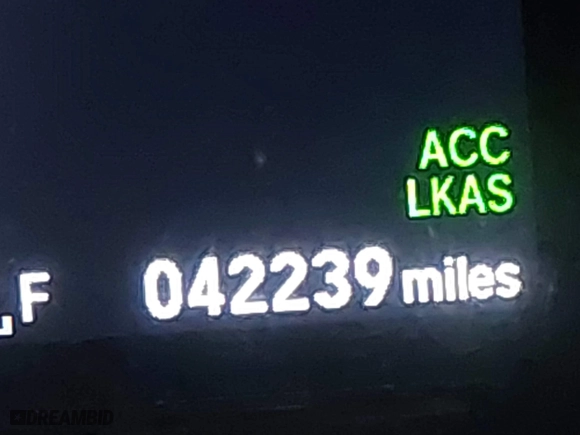 ACC
LKAS
F 042239 miles
DREAMBID